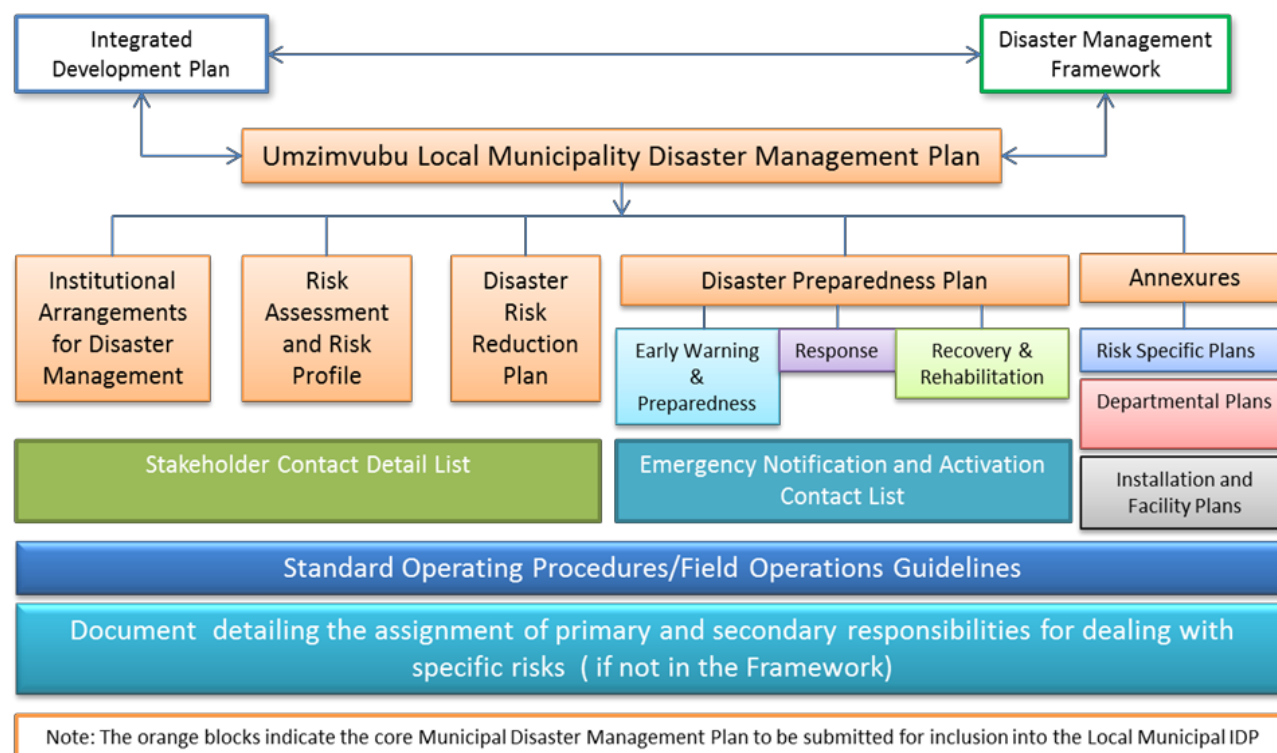 Integrated
Development Plan
Disaster Management
Framework
Umzimvubu Local Municipality Disaster Management Plan
Institutional
Arrangements
for Disaster
Management
Risk
Assessment
and Risk
Profile
Disaster
Risk
Reduction
Plan
Disaster Preparedness Plan
Early Warning
&
Preparedness
Response
Recovery &
Rehabilitation
Annexures
Risk Specific Plans
Departmental Plans
Installation and
Facility Plans
Stakeholder Contact Detail List
Emergency Notification and Activation
Contact List
Standard Operating Procedures/Field Operations Guidelines
Document detailing the assignment of primary and secondary responsibilities for dealing with
specific risks ( if not in the Framework)
Note: The orange blocks indicate the core Municipal Disaster Management Plan to be submitted for inclusion into the Local Municipal IDP